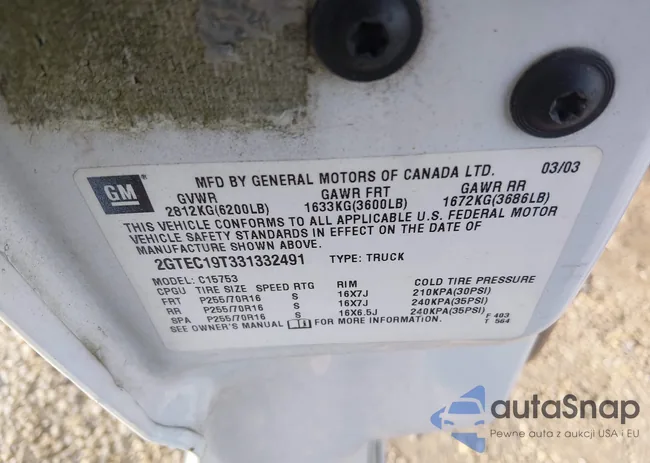 MFD BY GENERAL MOTORS OF CANADA LTD. 03/03
GM GVWR GAWR FRT GAWR RR
2812KG(6200LB) 1633KG(3600LB) 1672KG(3686LB)
THIS VEHICLE CONFORMS TO ALL APPLICABLE U.S. FEDERAL MOTOR
VEHICLE SAFETY STANDARDS IN EFFECT ON THE DATE OF
MANUFACTURE SHOWN ABOVE.
2GTEC19T331332491 TYPE: TRUCK
MODEL: C15753
CPGU TIRE SIZE SPEED RTG RIM COLD TIRE PRESSURE
FRT P255/70R16 S 16X7J 210KPA(30PSI)
RR P255/70R16 S 16X7J 240KPA(35PSI)
SPA P255/70R16 S 16X6.5J 240KPA(35PSI) F 403
SEE OWNER'S MANUAL FOR MORE INFORMATION. T 564
autaSnap
Pewne auta z aukcji USA i EU